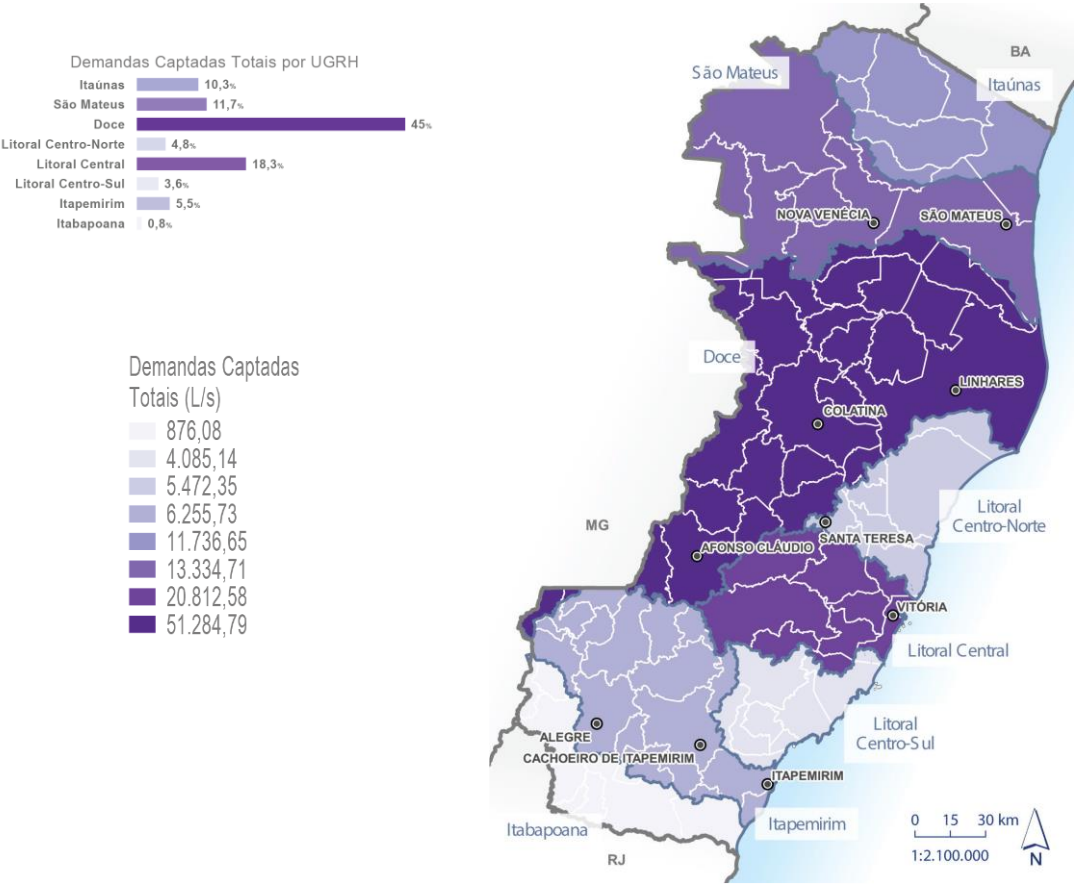 Demandas Captadas Totais por UGRH
Itaúnas 10,3%
São Mateus 11,7%
Doce 45%
Litoral Centro-Norte 4,8%
Litoral Central 18,3%
Litoral Centro-Sul 3,6%
Itapemirim 5,5%
Itabapoana 0,8%
Demandas Captadas
Totais (L/s)
876,08
4.085,14
5.472,35
6.255,73
11.736,65
13.334,71
20.812,58
51.284,79
BA
São Mateus
Itaúnas
NOVA VENÉCIA
SÃO MATEUS
Doce
LINHARES
COLATINA
Litoral
Centro-Norte
MG
SANTA TERESA
AFONSO CLÁUDIO
VITÓRIA
Litoral Central
Litoral
Centro-Sul
ALEGRE
CACHOEIRO DE ITAPEMIRIM
ITAPEMIRIM
Itabapoana
Itapemirim
RJ
0 15 30 km
1:2.100.000
N